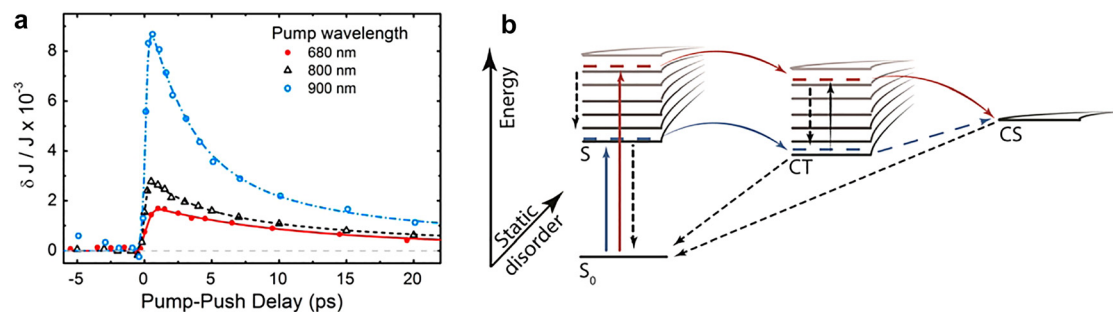 a
δ J / J x 10⁻³
8
6
4
2
0
-5
0
5
10
15
20
Pump-Push Delay (ps)
Pump wavelength
680 nm
800 nm
900 nm
b
Energy
Static
disorder
S
CT
CS
S₀